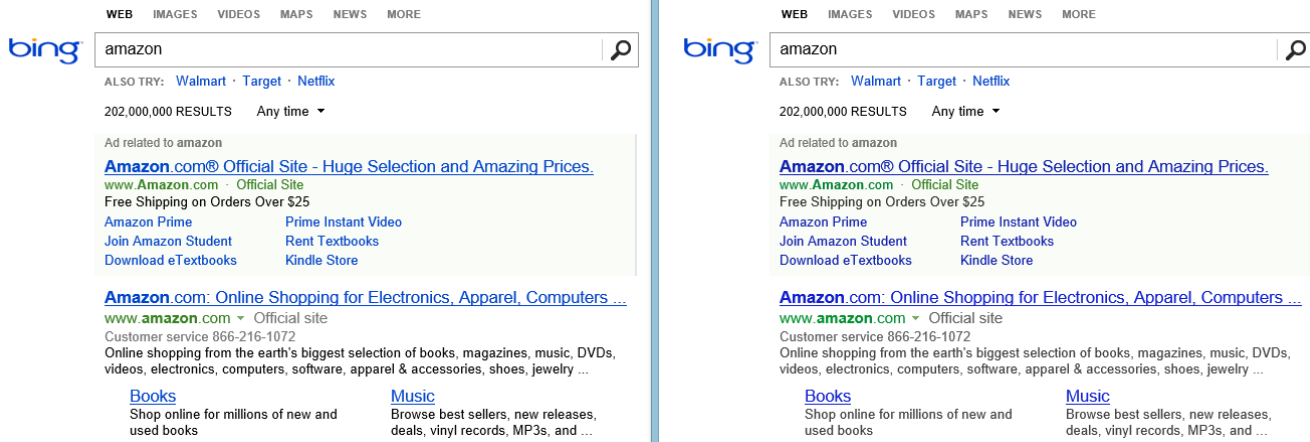 WEB IMAGES VIDEOS MAPS NEWS MORE
bing
amazon
ALSO TRY: Walmart · Target · Netflix
202,000,000 RESULTS Any time
Ad related to amazon
Amazon.com® Official Site - Huge Selection and Amazing Prices.
www.Amazon.com · Official Site
Free Shipping on Orders Over $25
Amazon Prime Prime Instant Video
Join Amazon Student Rent Textbooks
Download eTextbooks Kindle Store
Amazon.com: Online Shopping for Electronics, Apparel, Computers ...
www.amazon.com Official site
Customer service 866-216-1072
Online shopping from the earth's biggest selection of books, magazines, music, DVDs,
videos, electronics, computers, software, apparel & accessories, shoes, jewelry ...
Books Music
Shop online for millions of new and Browse best sellers, new releases,
used books deals, vinyl records, MP3s, and ...
WEB IMAGES VIDEOS MAPS NEWS MORE
bing
amazon
ALSO TRY: Walmart · Target · Netflix
202,000,000 RESULTS Any time
Ad related to amazon
Amazon.com® Official Site - Huge Selection and Amazing Prices.
www.Amazon.com · Official Site
Free Shipping on Orders Over $25
Amazon Prime Prime Instant Video
Join Amazon Student Rent Textbooks
Download eTextbooks Kindle Store
Amazon.com: Online Shopping for Electronics, Apparel, Computers ...
www.amazon.com Official site
Customer service 866-216-1072
Online shopping from the earth's biggest selection of books, magazines, music, DVDs,
videos, electronics, computers, software, apparel & accessories, shoes, jewelry ...
Books Music
Shop online for millions of new and Browse best sellers, new releases,
used books deals, vinyl records, MP3s, and ...